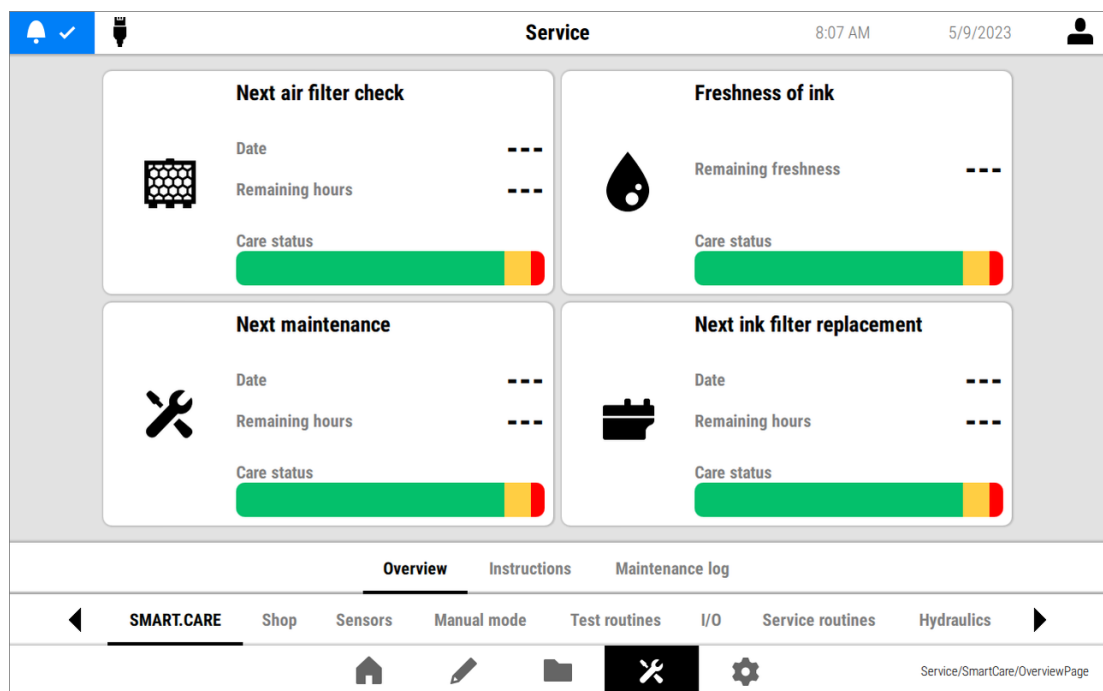 Service
8:07 AM
5/9/2023
Next air filter check
Date ---
Remaining hours ---
Care status
Freshness of ink
Remaining freshness ---
Care status
Next maintenance
Date ---
Remaining hours ---
Care status
Next ink filter replacement
Date ---
Remaining hours ---
Care status
Overview Instructions Maintenance log
SMART.CARE Shop Sensors Manual mode Test routines I/O Service routines Hydraulics
Service/SmartCare/OverviewPage